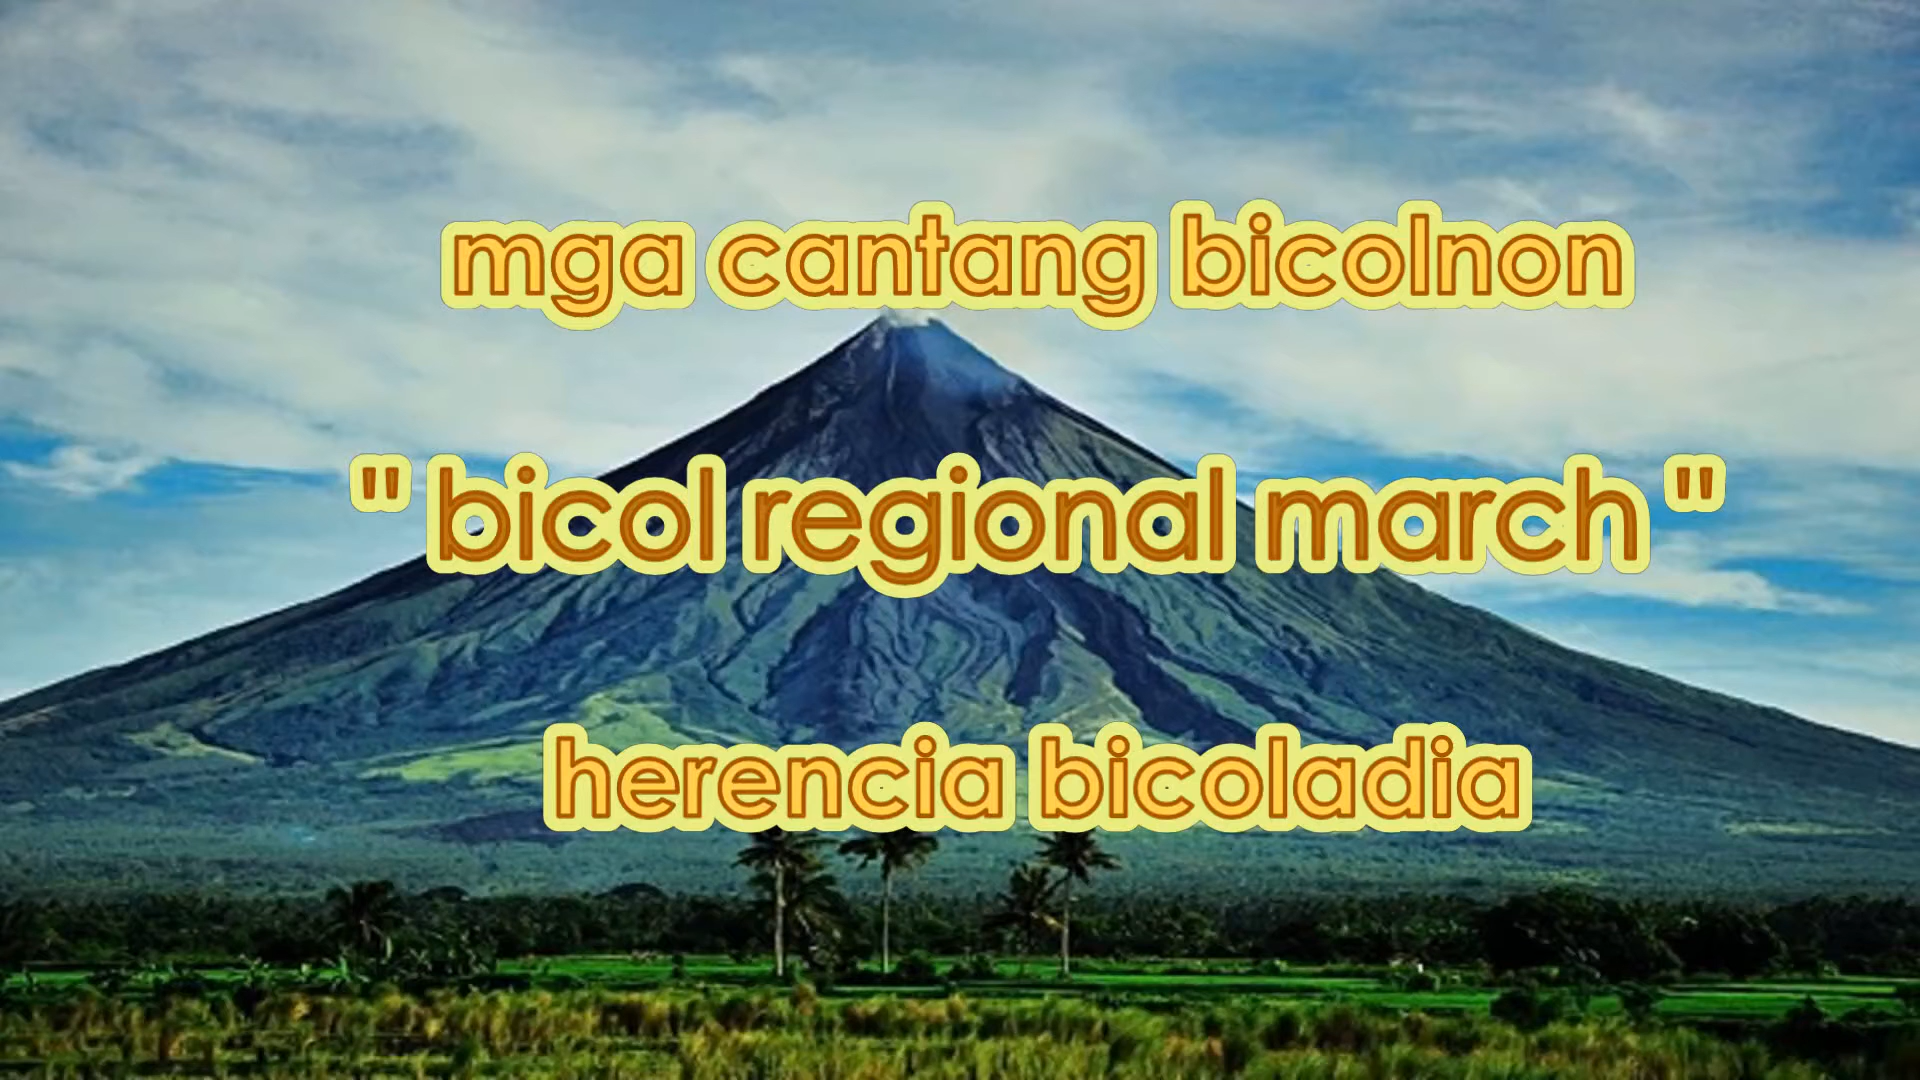 mga cantang bicolnon
" bicol regional march "
herencia bicoladia